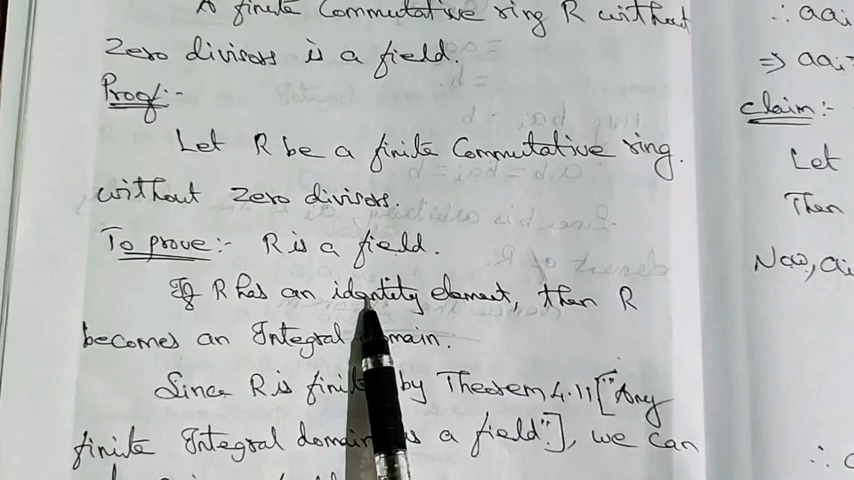 A finite Commutative ring R without
Zero divisors is a field.
Proof:-
Let R be a finite Commutative ring.
without Zero divisors.
To prove:- R is a field.
If R has an identity element, then R
becomes an Integral domain.
Since R is finite by Theorem 4.11 ["Any
finite Integral domain is a field"], we can
∴ aai
⇒ aai
Claim:-
Let
Then
Now, ai
∴